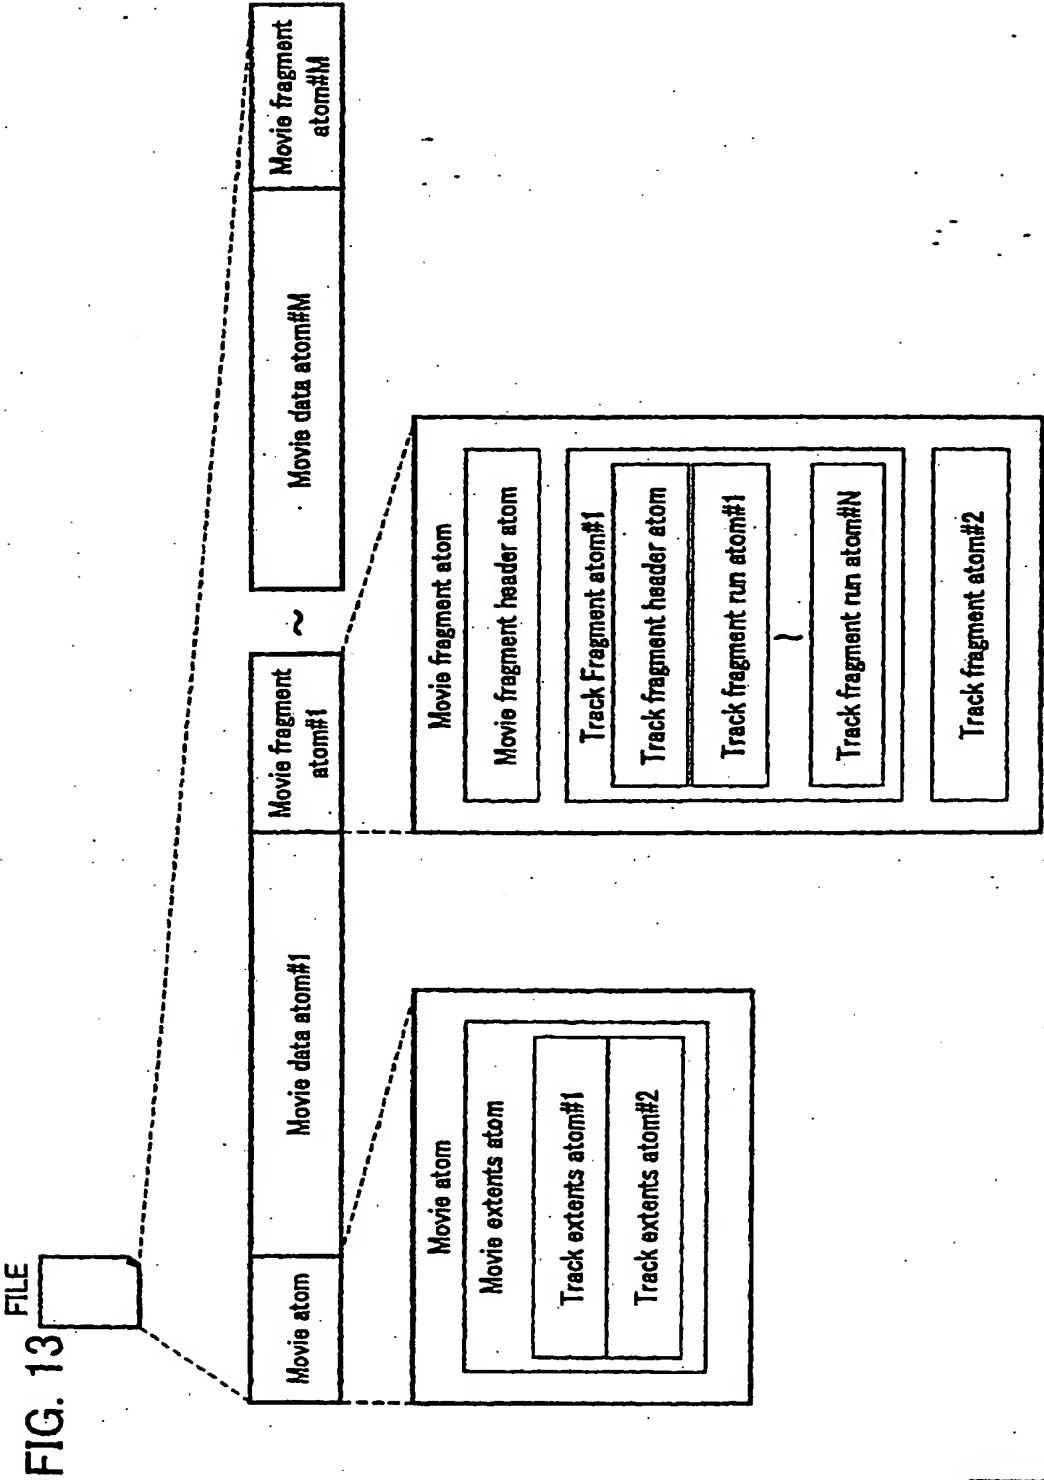 FIG. 13
FILE
Movie atom
Movie data atom#1
Movie fragment
atom#1
~
Movie data atom#M
Movie fragment
atom#M
Movie atom
Movie extents atom
Track extents atom#1
Track extents atom#2
Movie fragment atom
Movie fragment header atom
Track Fragment atom#1
Track fragment header atom
Track fragment run atom#1
~
Track fragment run atom#N
Track fragment atom#2